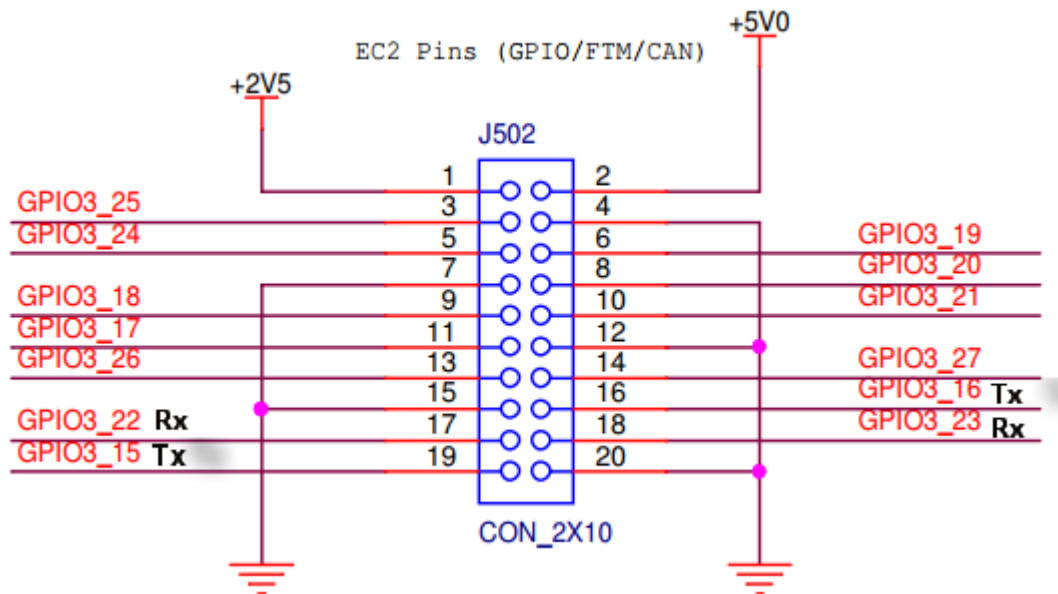 +5V0
EC2 Pins (GPIO/FTM/CAN)
+2V5
J502
1 2
GPIO3_25 3 4
GPIO3_24 5 6 GPIO3_19
7 8 GPIO3_20
GPIO3_18 9 10 GPIO3_21
GPIO3_17 11 12
GPIO3_26 13 14 GPIO3_27
15 16 GPIO3_16 Tx
GPIO3_22 Rx 17 18 GPIO3_23 Rx
GPIO3_15 Tx 19 20
CON_2X10